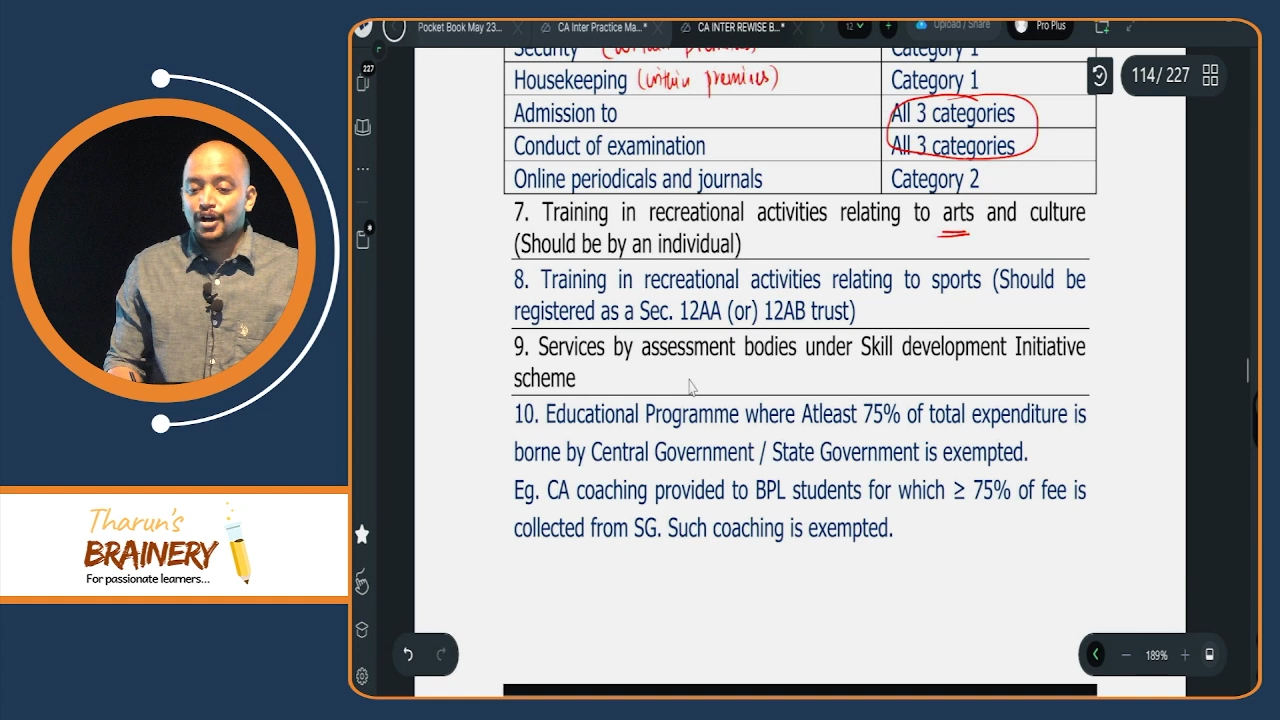 Pocket Book May 23...
CA Inter Practice Ma...*
CA INTER REWISE B...*
12
Upload / Share
Pro Plus
227
114 / 227
Security (within premises) Category 1
Housekeeping (within premises) Category 1
Admission to All 3 categories
Conduct of examination All 3 categories
Online periodicals and journals Category 2
7. Training in recreational activities relating to arts and culture
(Should be by an individual)
8. Training in recreational activities relating to sports (Should be
registered as a Sec. 12AA (or) 12AB trust)
9. Services by assessment bodies under Skill development Initiative
scheme
10. Educational Programme where Atleast 75% of total expenditure is
borne by Central Government / State Government is exempted.
Eg. CA coaching provided to BPL students for which ≥ 75% of fee is
collected from SG. Such coaching is exempted.
Tharun's
BRAINERY
For passionate learners...
189%